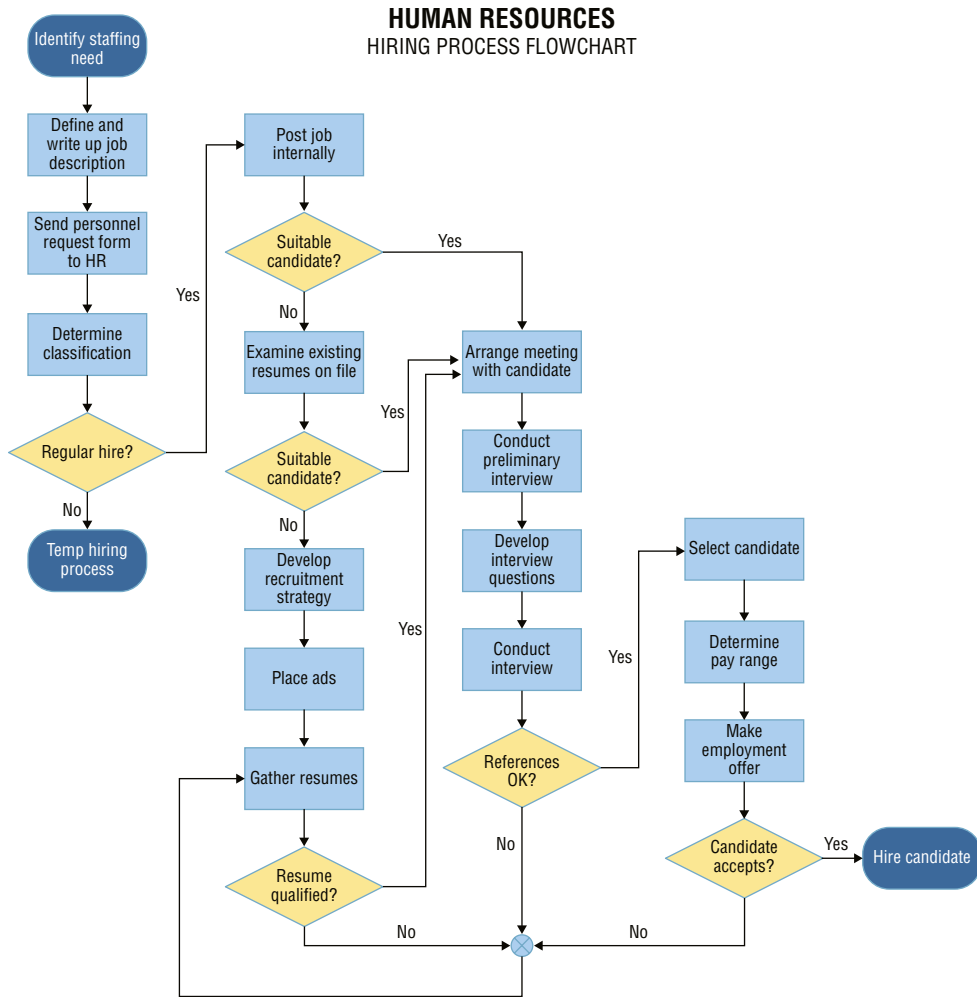 HUMAN RESOURCES
HIRING PROCESS FLOWCHART
Identify staffing
need
Define and
write up job
description
Send personnel
request form
to HR
Determine
classification
Regular hire?
Yes
No
Temp hiring
process
Post job
internally
Suitable
candidate?
Yes
No
Examine existing
resumes on file
Suitable
candidate?
Yes
No
Develop
recruitment
strategy
Place ads
Gather resumes
Resume
qualified?
Yes
No
Arrange meeting
with candidate
Conduct
preliminary
interview
Develop
interview
questions
Conduct
interview
References
OK?
Yes
No
Select candidate
Determine
pay range
Make
employment
offer
Candidate
accepts?
Yes
No
Hire candidate